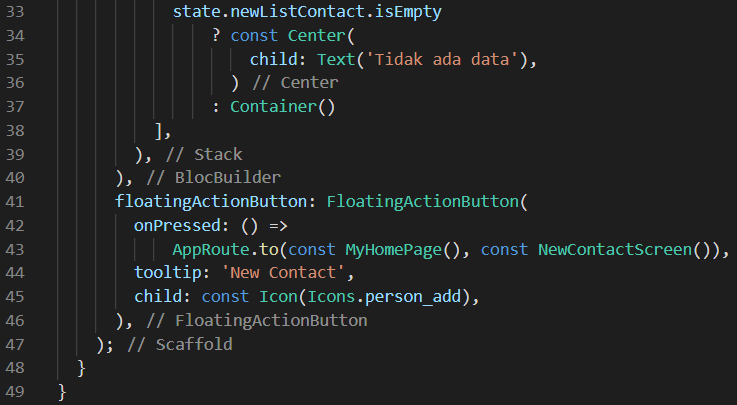 33 state.newListContact.isEmpty
34 ? const Center(
35 child: Text('Tidak ada data'),
36 ) // Center
37 : Container()
38 ],
39 ), // Stack
40 ), // BlocBuilder
41 floatingActionButton: FloatingActionButton(
42 onPressed: () =>
43 AppRoute.to(const MyHomePage(), const NewContactScreen()),
44 tooltip: 'New Contact',
45 child: const Icon(Icons.person_add),
46 ), // FloatingActionButton
47 ); // Scaffold
48 }
49 }